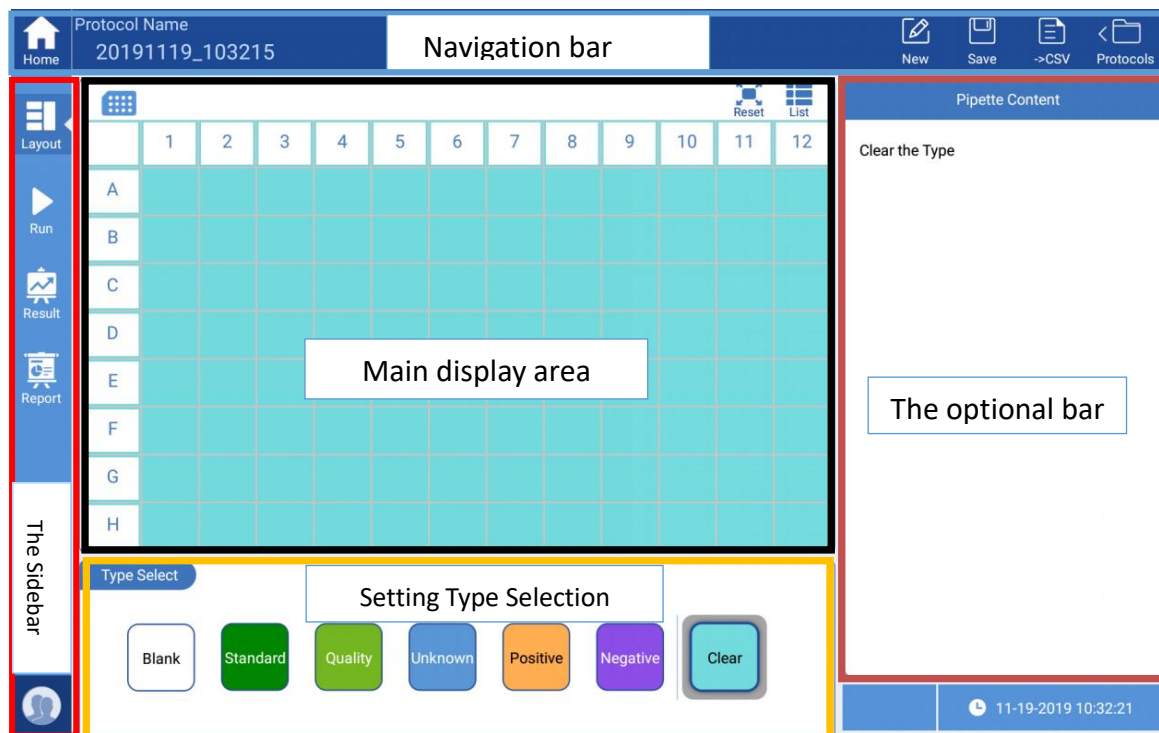 Protocol Name
20191119_103215
Navigation bar
Home
New
Save
->CSV
Protocols
Layout
Run
Result
Report
The Sidebar
Reset
List
1 2 3 4 5 6 7 8 9 10 11 12
A
B
C
D
E
F
G
H
Main display area
Pipette Content
Clear the Type
The optional bar
Type Select
Setting Type Selection
Blank Standard Quality Unknown Positive Negative Clear
11-19-2019 10:32:21